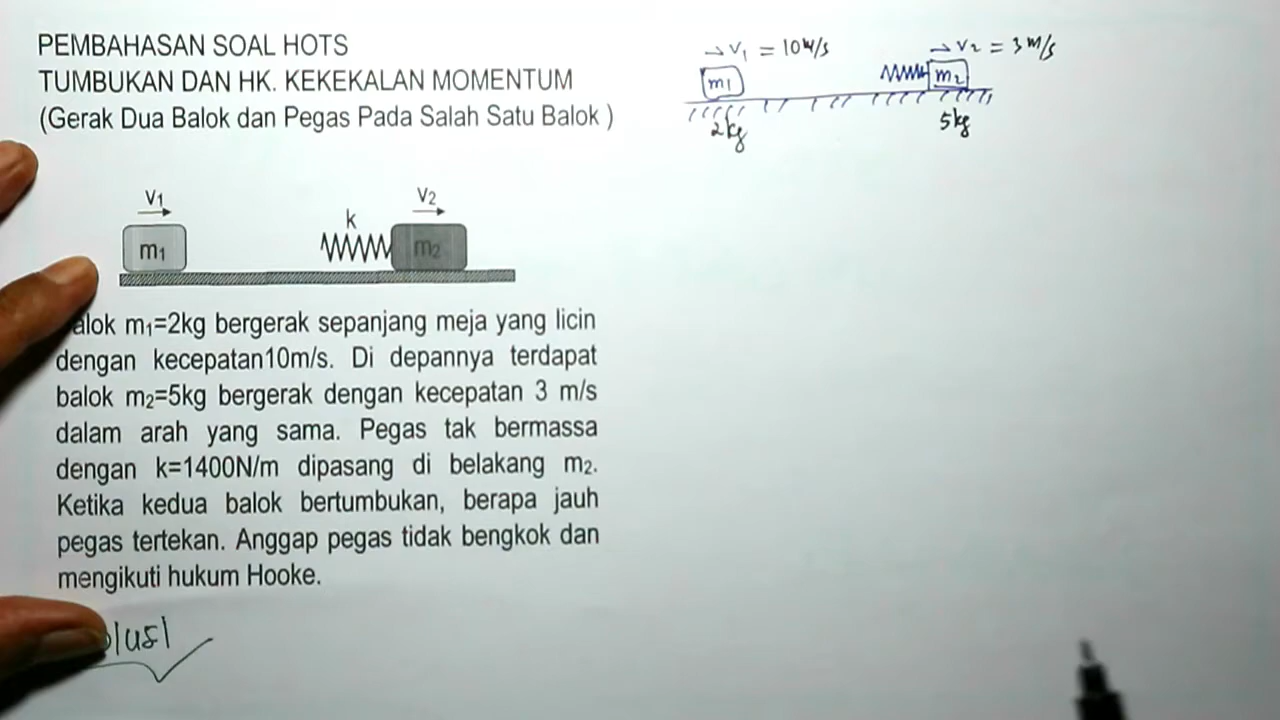 PEMBAHASAN SOAL HOTS
TUMBUKAN DAN HK. KEKEKALAN MOMENTUM
(Gerak Dua Balok dan Pegas Pada Salah Satu Balok )
V1
V2
k
m1
m2
alok m1=2kg bergerak sepanjang meja yang licin
dengan kecepatan10m/s. Di depannya terdapat
balok m2=5kg bergerak dengan kecepatan 3 m/s
dalam arah yang sama. Pegas tak bermassa
dengan k=1400N/m dipasang di belakang m2.
Ketika kedua balok bertumbukan, berapa jauh
pegas tertekan. Anggap pegas tidak bengkok dan
mengikuti hukum Hooke.
olusi
→ V1 = 10 m/s
→ V2 = 3 m/s
m1
m2
2kg
5kg